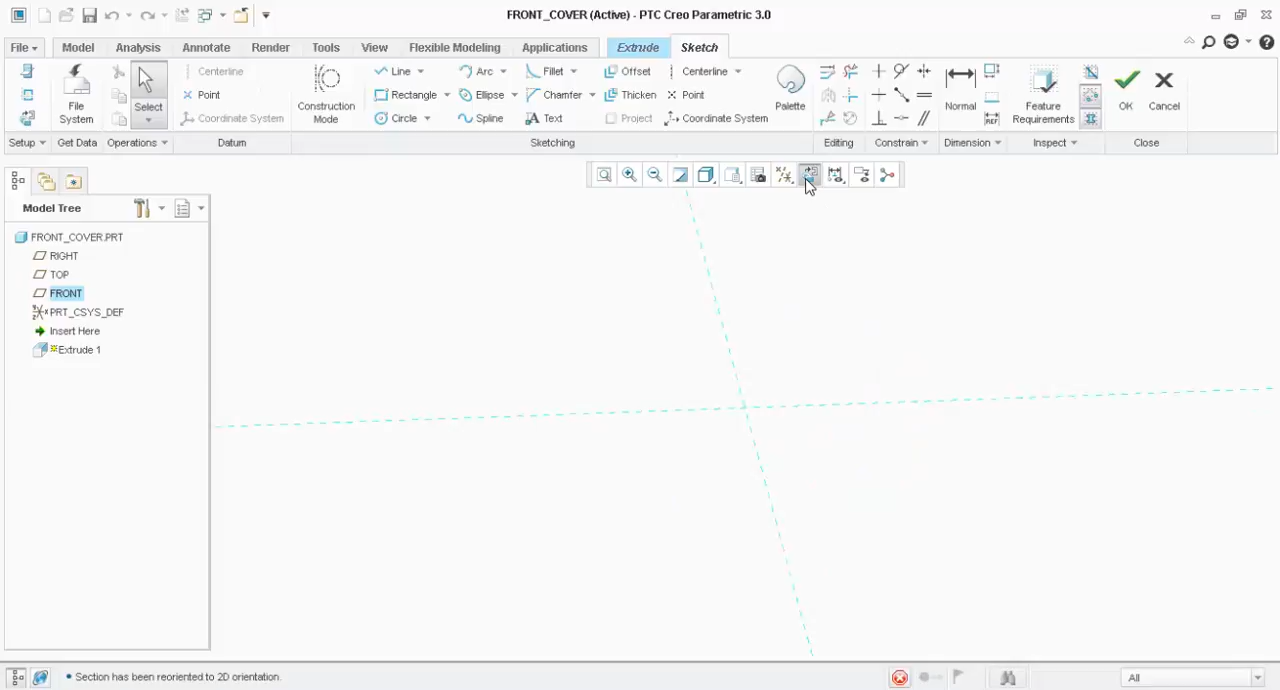 FRONT_COVER (Active) - PTC Creo Parametric 3.0
File Model Analysis Annotate Render Tools View Flexible Modeling Applications Extrude Sketch
File System
Select
Centerline
Point
Coordinate System
Construction Mode
Line Arc Fillet Offset Centerline
Rectangle Ellipse Chamfer Thicken Point
Circle Spline Text Project Coordinate System
Palette
Normal
Feature Requirements
OK
Cancel
Setup Get Data Operations Datum Sketching Editing Constrain Dimension Inspect Close
Model Tree
FRONT_COVER.PRT
RIGHT
TOP
FRONT
PRT_CSYS_DEF
Insert Here
Extrude 1
Section has been reoriented to 2D orientation.
All